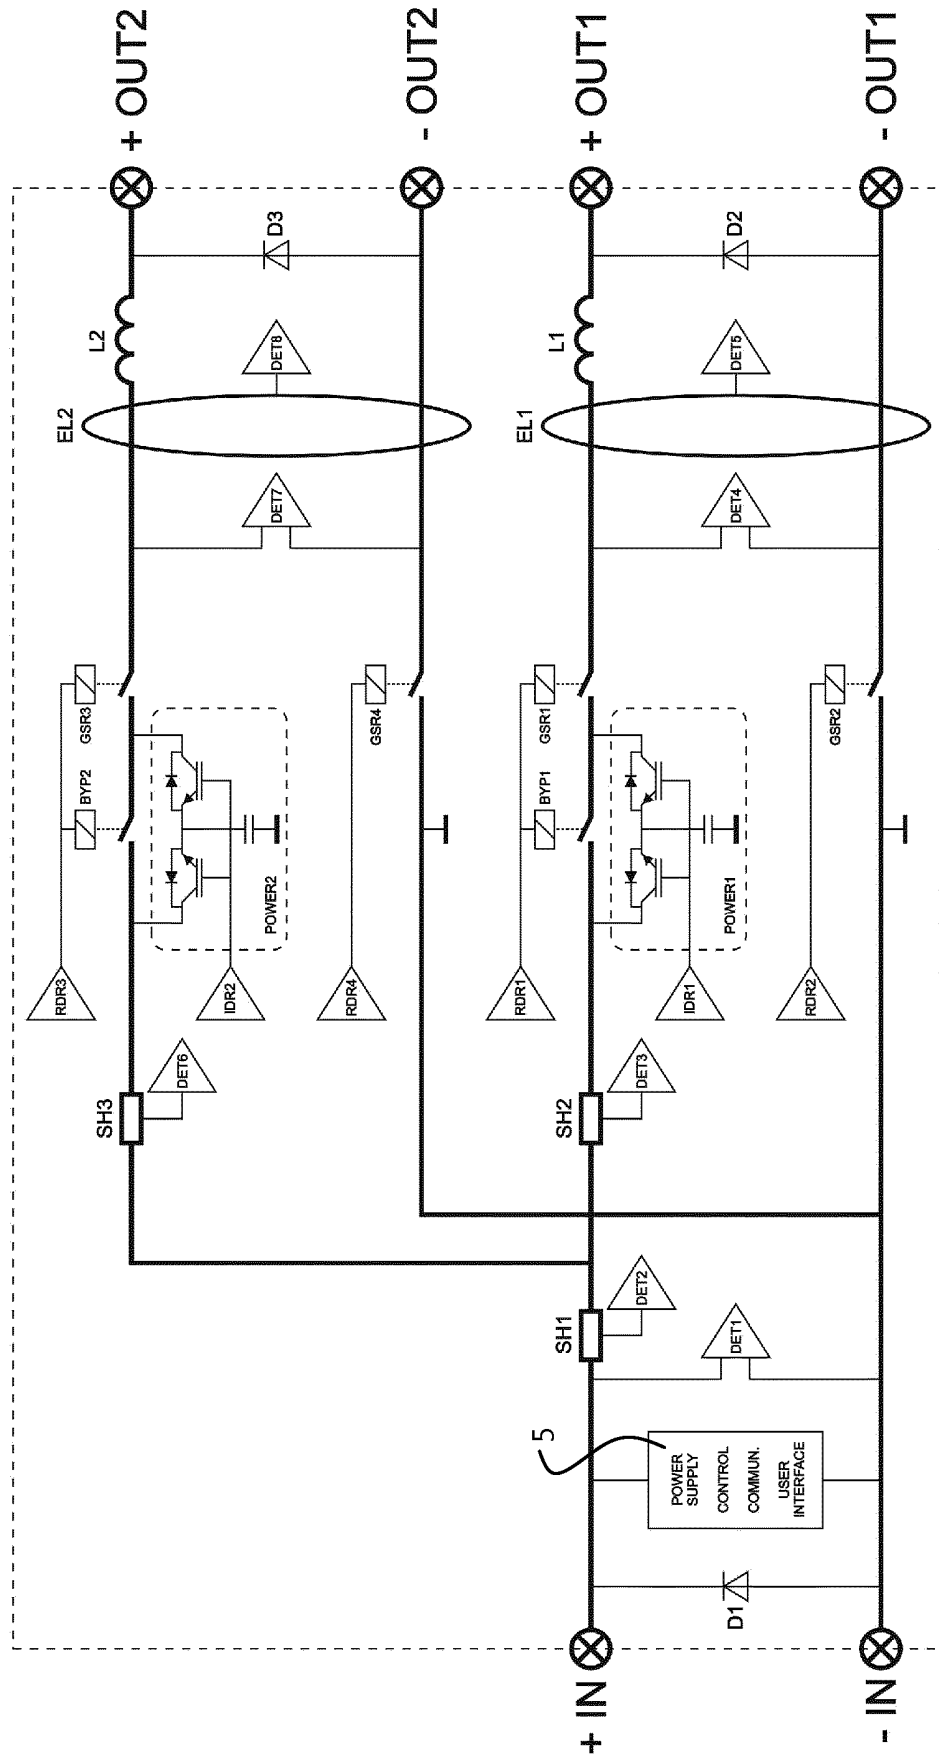 + OUT2
- OUT2
+ OUT1
- OUT1
D3
D2
L2
L1
DET8
DET5
EL2
EL1
DET7
DET4
GSR3
GSR4
GSR1
GSR2
BYP2
BYP1
POWER2
POWER1
RDR3
IDR2
RDR4
RDR1
IDR1
RDR2
SH3
DET6
SH2
DET3
SH1
DET2
DET1
5
POWER
SUPPLY
CONTROL
COMMUN.
USER
INTERFACE
D1
+ IN
- IN